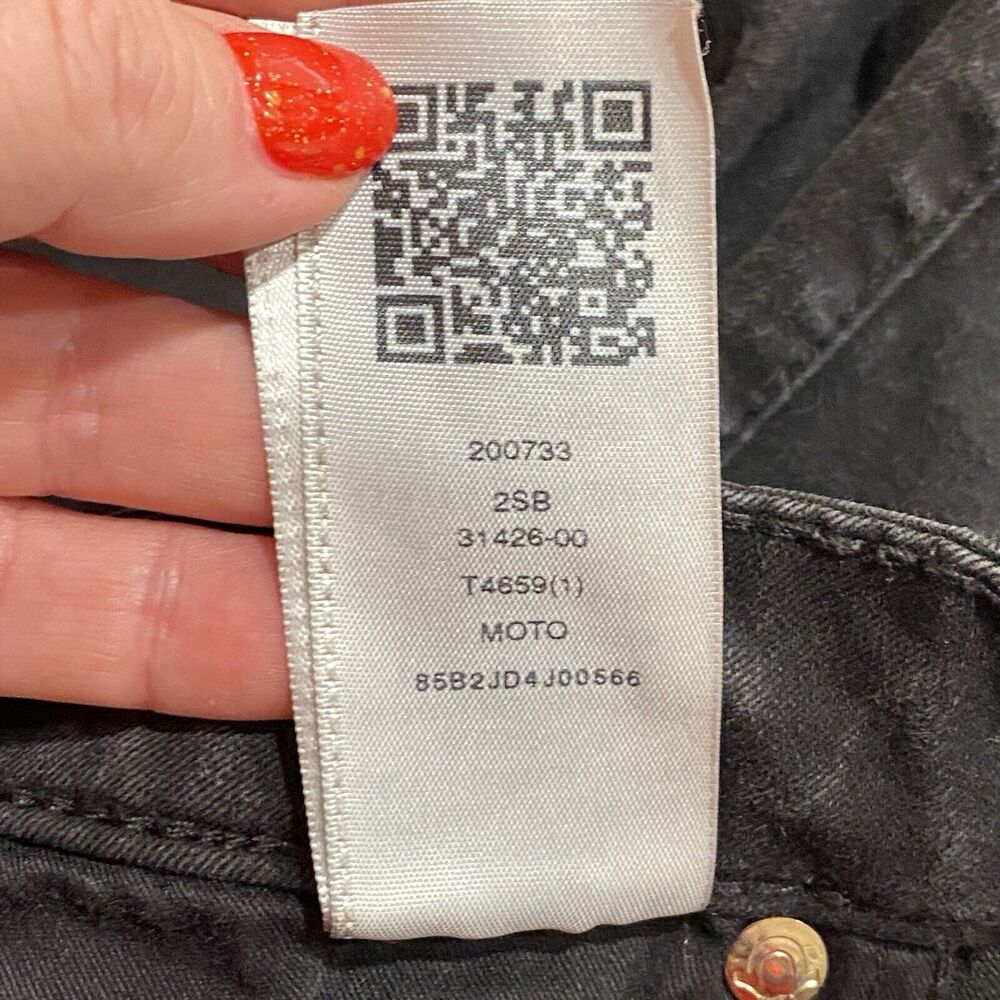 200733
2SB
31426-00
T4659(1)
MOTO
85B2JD4J00566